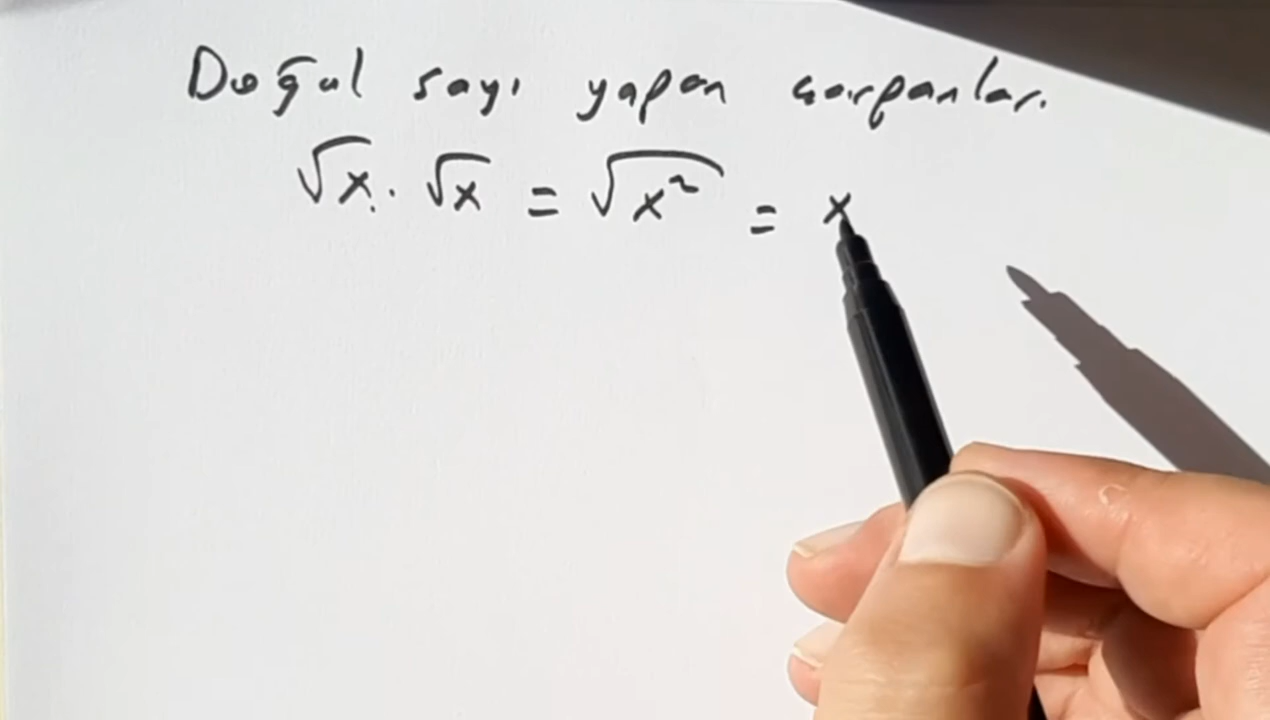 Doğal sayı yapan çarpanlar.
√x . √x = √x² = x